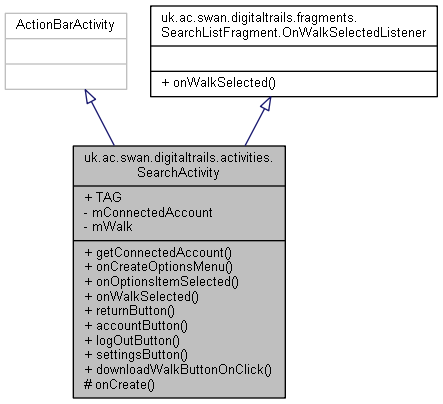 ActionBarActivity
uk.ac.swan.digitaltrails.fragments.
SearchListFragment.OnWalkSelectedListener
+ onWalkSelected()
uk.ac.swan.digitaltrails.activities.
SearchActivity
+ TAG
- mConnectedAccount
- mWalk
+ getConnectedAccount()
+ onCreateOptionsMenu()
+ onOptionsItemSelected()
+ onWalkSelected()
+ returnButton()
+ accountButton()
+ logOutButton()
+ settingsButton()
+ downloadWalkButtonOnClick()
# onCreate()